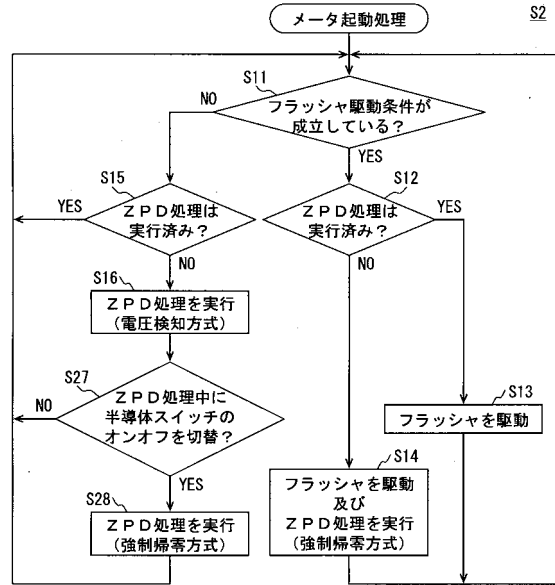 メータ起動処理
S2
S11
フラッシャ駆動条件が
成立している?
NO
YES
S15
ZPD処理は
実行済み?
YES
NO
S12
ZPD処理は
実行済み?
YES
NO
S16
ZPD処理を実行
(電圧検知方式)
S27
ZPD処理中に
半導体スイッチの
オンオフを切替?
NO
YES
S13
フラッシャを駆動
S28
ZPD処理を実行
(強制帰零方式)
S14
フラッシャを駆動
及び
ZPD処理を実行
(強制帰零方式)